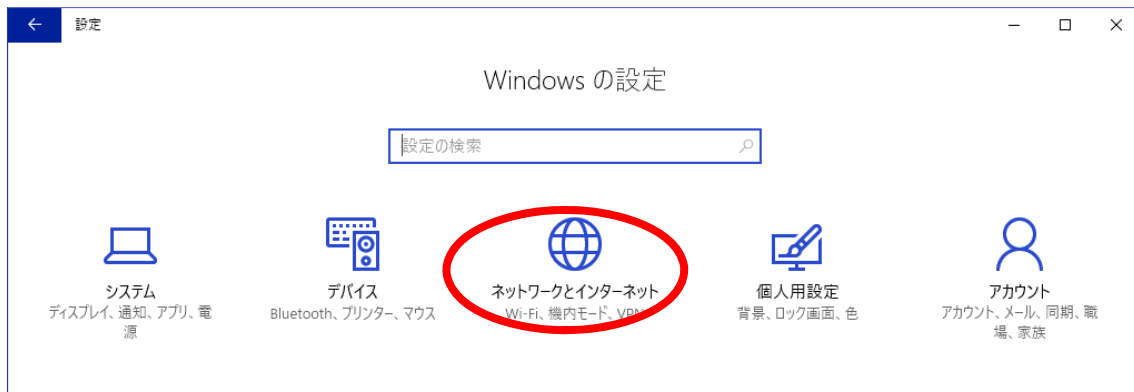 設定
Windows の設定
設定の検索
システム
ディスプレイ、通知、アプリ、電
源
デバイス
Bluetooth、プリンター、マウス
ネットワークとインターネット
Wi-Fi、機内モード、VPN
個人用設定
背景、ロック画面、色
アカウント
アカウント、メール、同期、職
場、家族